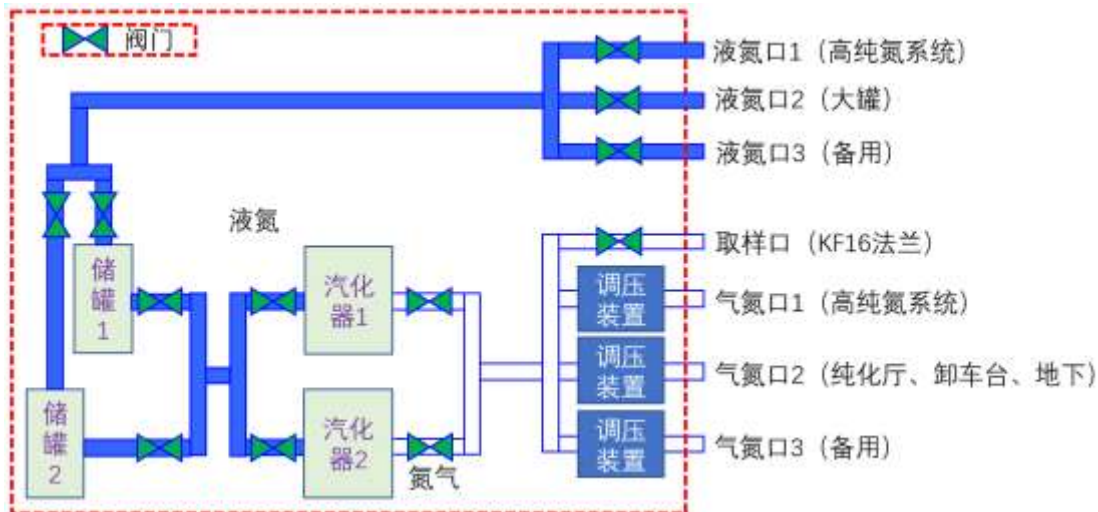 阀门
液氮口1（高纯氮系统）
液氮口2（大罐）
液氮口3（备用）
液氮
取样口（KF16法兰）
储
罐
1
汽化
器1
调压
装置
气氮口1（高纯氮系统）
调压
装置
气氮口2（纯化厅、卸车台、地下）
储
罐
2
汽化
器2
调压
装置
气氮口3（备用）
氮气